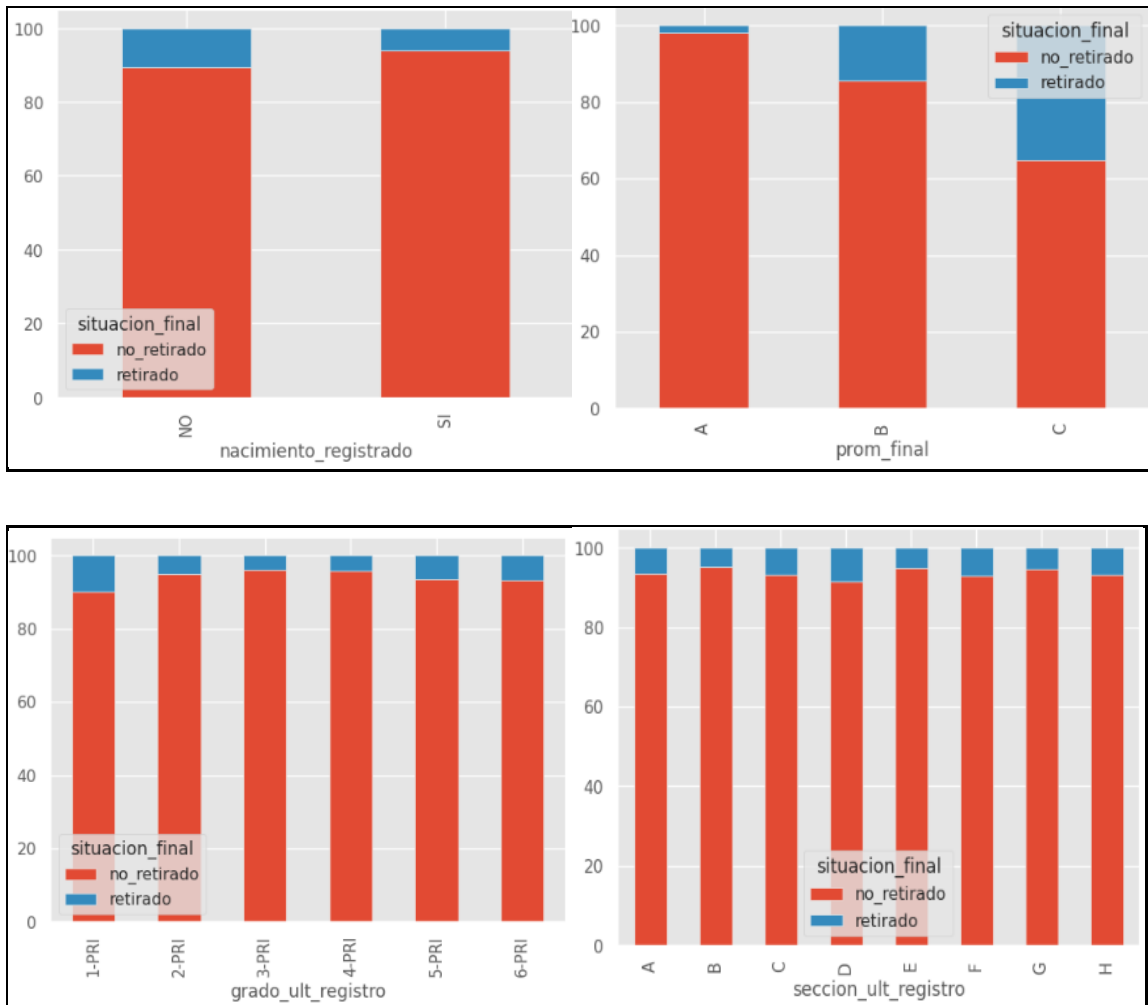 100
80
60
40
20
0
situacion_final
no_retirado
retirado
NO
SI
nacimiento_registrado
100
80
60
40
20
0
situacion_final
no_retirado
retirado
A
B
C
prom_final
100
80
60
40
20
0
situacion_final
no_retirado
retirado
1-PRI
2-PRI
3-PRI
4-PRI
5-PRI
6-PRI
grado_ult_registro
100
80
60
40
20
0
situacion_final
no_retirado
retirado
A
B
C
D
E
F
G
H
seccion_ult_registro